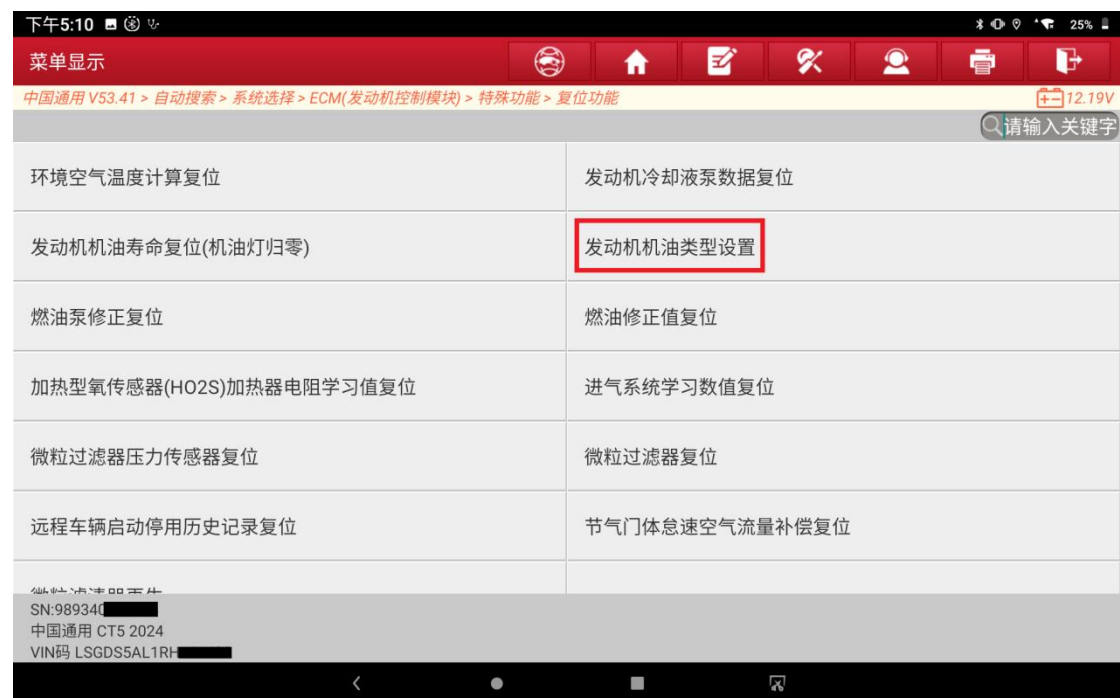 下午5:10
25%
菜单显示
中国通用 V53.41 > 自动搜索 > 系统选择 > ECM(发动机控制模块) > 特殊功能 > 复位功能
12.19V
请输入关键字
环境空气温度计算复位
发动机冷却液泵数据复位
发动机机油寿命复位(机油灯归零)
发动机机油类型设置
燃油泵修正复位
燃油修正值复位
加热型氧传感器(HO2S)加热器电阻学习值复位
进气系统学习数值复位
微粒过滤器压力传感器复位
微粒过滤器复位
远程车辆启动停用历史记录复位
节气门体怠速空气流量补偿复位
SN:989340
中国通用 CT5 2024
VIN码 LSGDS5AL1RH